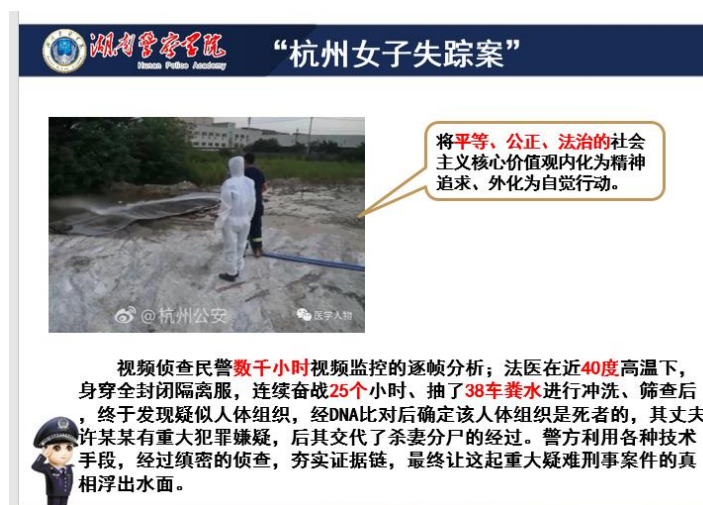 湖南警察学院
Hunan Police Academy
“杭州女子失踪案”
将平等、公正、法治的社会
主义核心价值观内化为精神
追求、外化为自觉行动。
@杭州公安
医学人物
视频侦查民警数千小时视频监控的逐帧分析；法医在近40度高温下，
身穿全封闭隔离服，连续奋战25个小时、抽了38车粪水进行冲洗、筛查后
，终于发现疑似人体组织，经DNA比对后确定该人体组织是死者的，其丈夫
许某某有重大犯罪嫌疑，后其交代了杀妻分尸的经过。警方利用各种技术
手段，经过缜密的侦查，夯实证据链，最终让这起重大疑难刑事案件的真
相浮出水面。